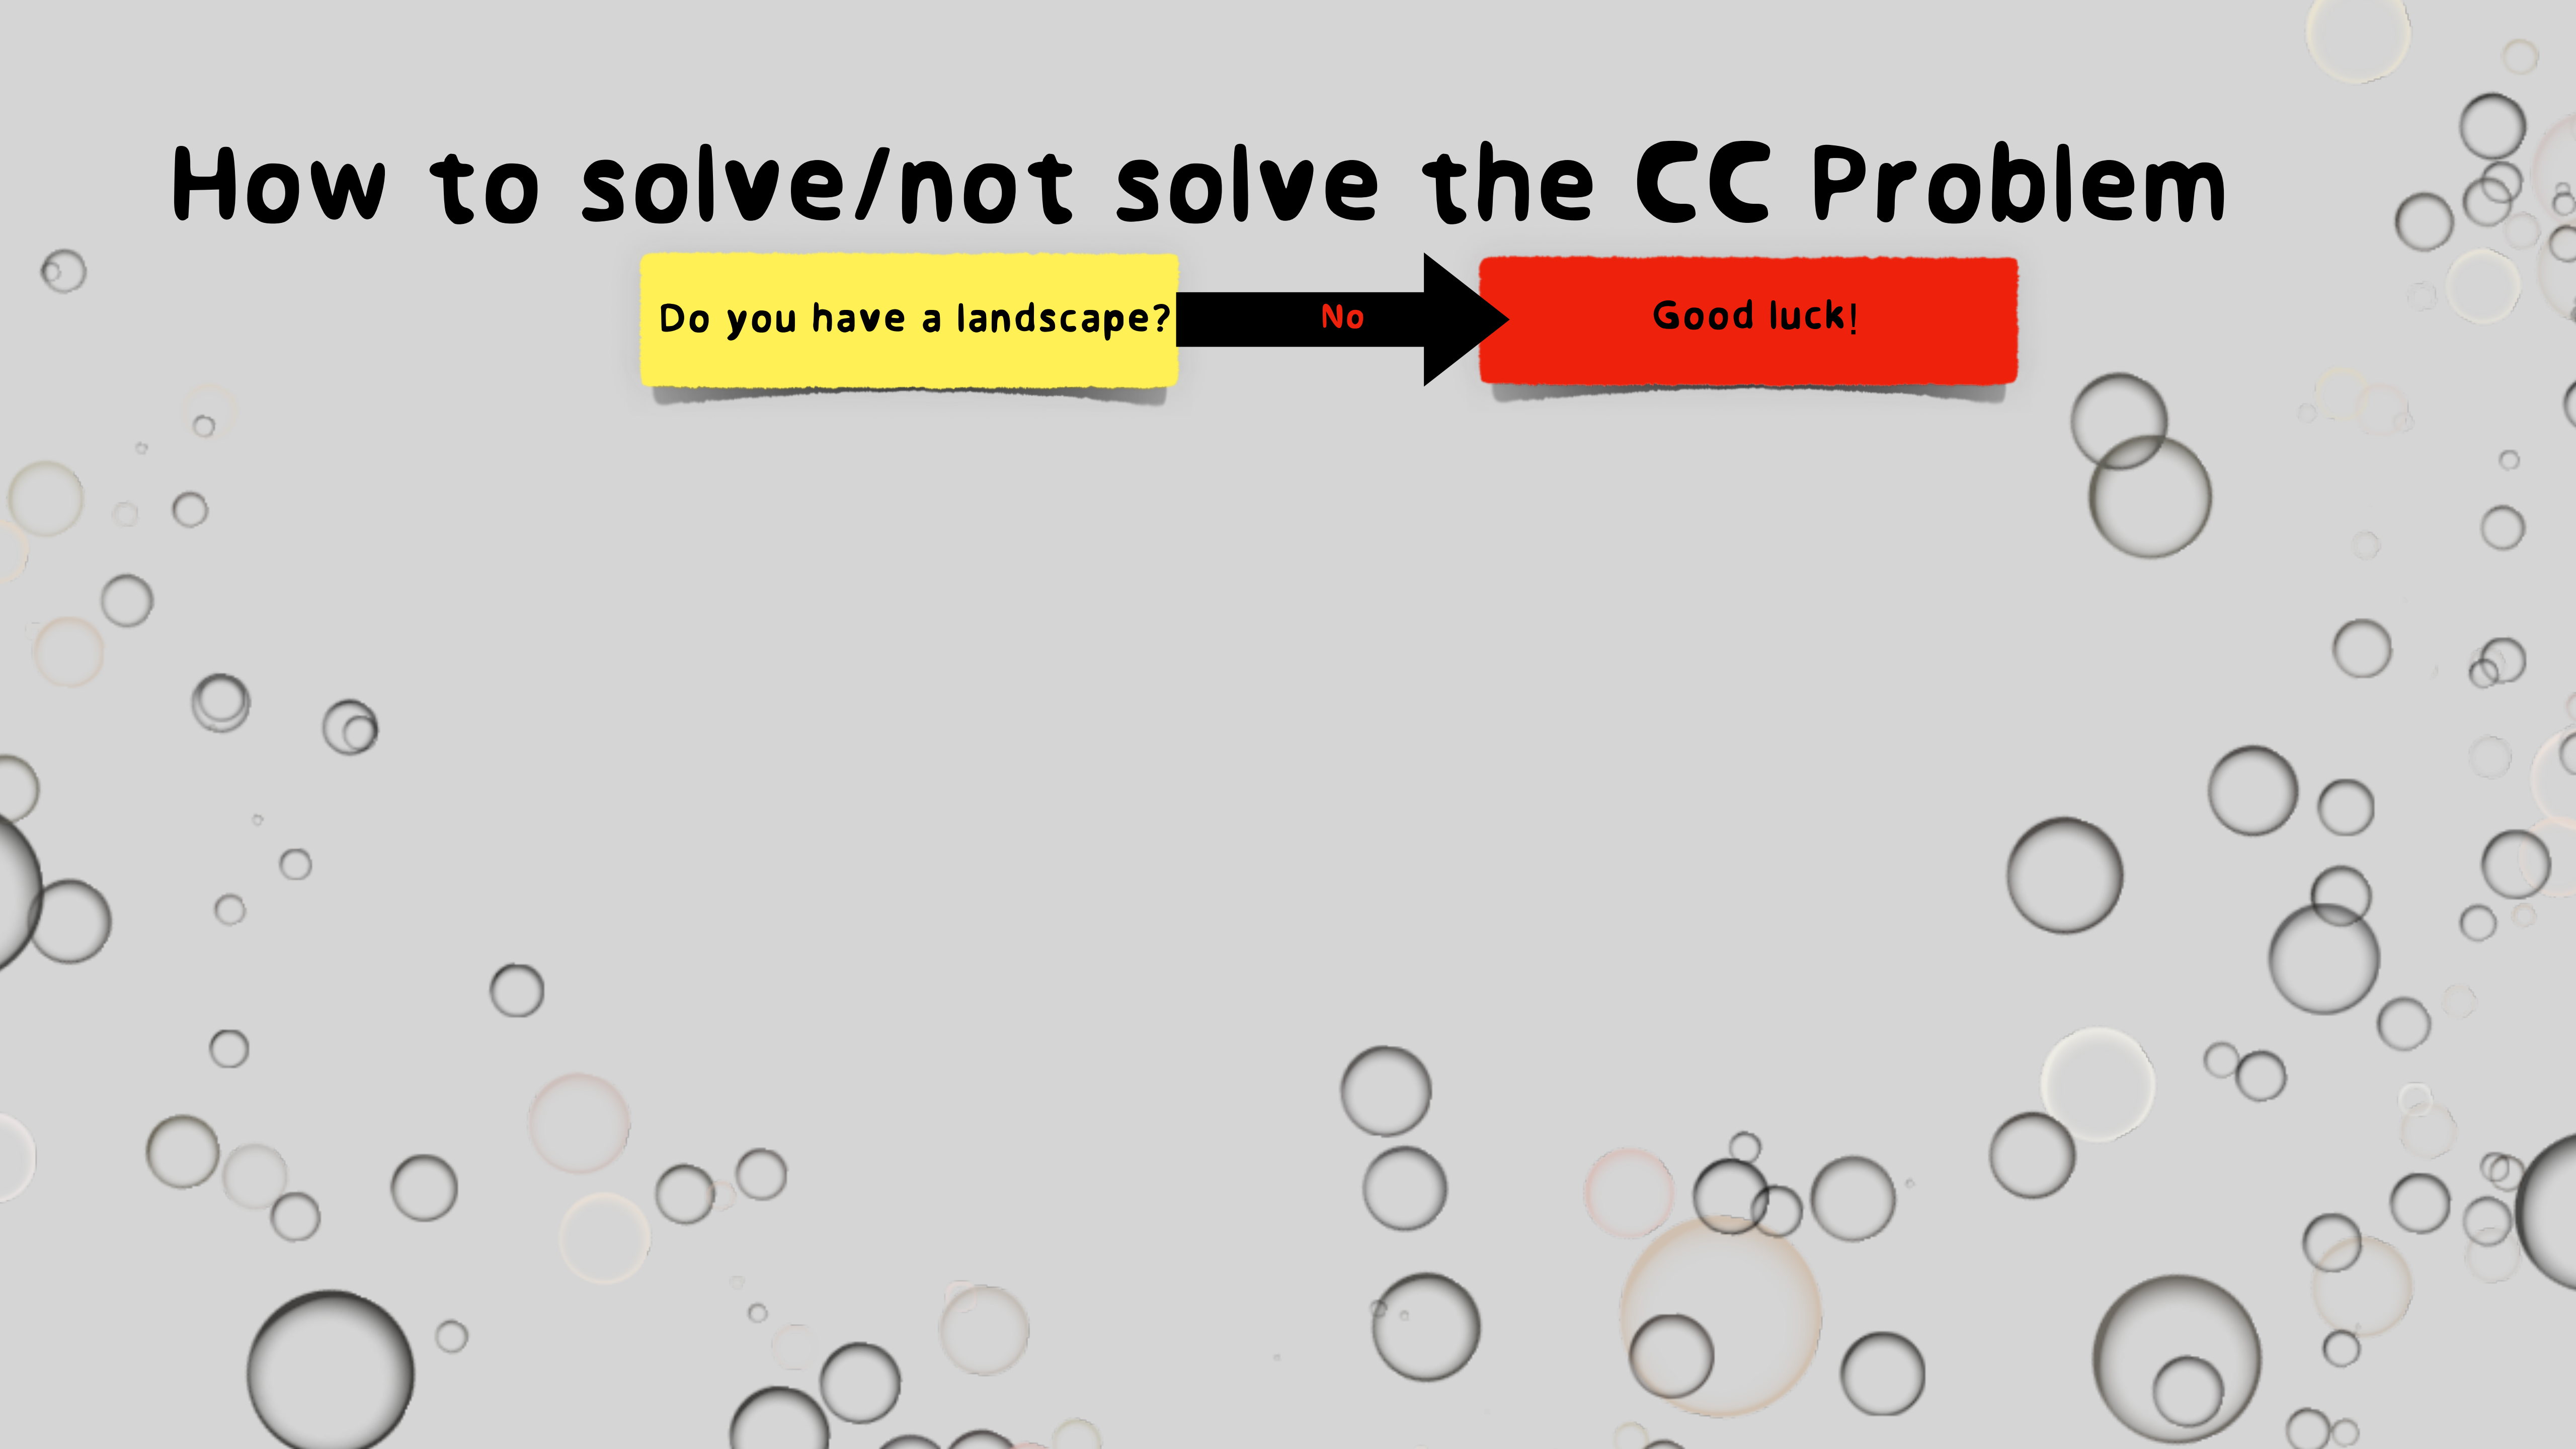 How to solve/not solve the CC Problem
Do you have a landscape?
No
Good luck!